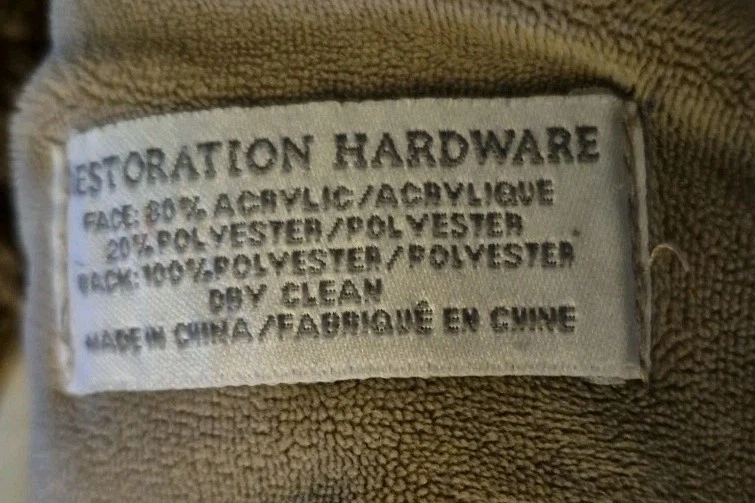 ESTORATION HARDWARE
FACE: 80% ACRYLIC/ACRYLIQUE
20% POLYESTER/POLYESTER
BACK: 100% POLYESTER/POLYESTER
DRY CLEAN
MADE IN CHINA/FABRIQUÉ EN CHINE